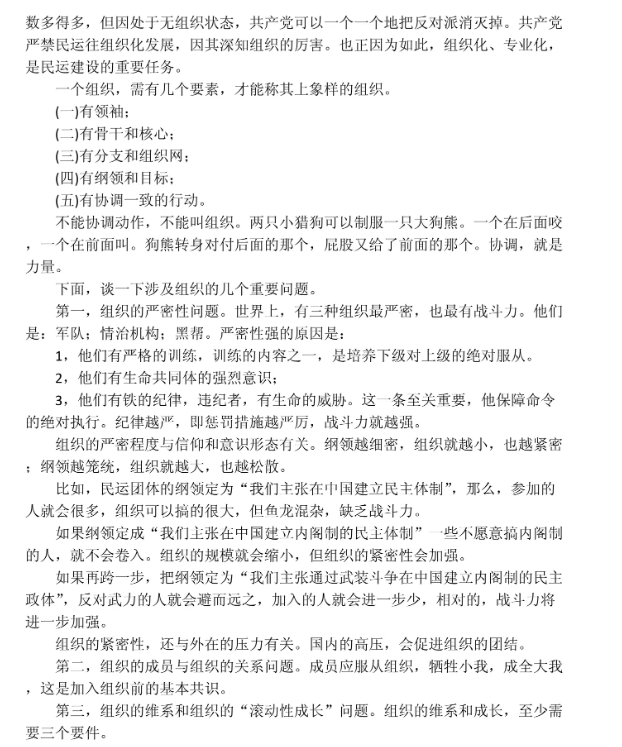 数多得多，但因处于无组织状态，共产党可以一个一个地把反对派消灭掉。共产党
严禁民运往组织化发展，因其深知组织的厉害。也正因为如此，组织化、专业化，
是民运建设的重要任务。
一个组织，需有几个要素，才能称其上象样的组织。
(一)有领袖；
(二)有骨干和核心；
(三)有分支和组织网；
(四)有纲领和目标；
(五)有协调一致的行动。
不能协调动作，不能叫组织。两只小猎狗可以制服一只大狗熊。一个在后面咬
，一个在前面叫。狗熊转身对付后面的那个，屁股又给了前面的那个。协调，就是
力量。
下面，谈一下涉及组织的几个重要问题。
第一，组织的严密性问题。世界上，有三种组织最严密，也最有战斗力。他们
是：军队；情治机构；黑帮。严密性强的原因是：
1，他们有严格的训练，训练的内容之一，是培养下级对上级的绝对服从。
2，他们有生命共同体的强烈意识；
3，他们有铁的纪律，违纪者，有生命的威胁。这一条至关重要，他保障命令
的绝对执行。纪律越严，即惩罚措施越严厉，战斗力就越强。
组织的严密程度与信仰和意识形态有关。纲领越细密，组织就越小，也越紧密
；纲领越笼统，组织就越大，也越松散。
比如，民运团体的纲领定为“我们主张在中国建立民主体制”，那么，参加的
人就会很多，组织可以搞的很大，但鱼龙混杂，缺乏战斗力。
如果纲领定成“我们主张在中国建立内阁制的民主体制”一些不愿意搞内阁制
的人，就不会卷入。组织的规模就会缩小，但组织的紧密性会加强。
如果再跨一步，把纲领定为“我们主张通过武装斗争在中国建立内阁制的民主
政体”，反对武力的人就会避而远之，加入的人就会进一步少，相对的，战斗力将
进一步加强。
组织的紧密性，还与外在的压力有关。国内的高压，会促进组织的团结。
第二，组织的成员与组织的关系问题。成员应服从组织，牺牲小我，成全大我
，这是加入组织前的基本共识。
第三，组织的维系和组织的“滚动性成长”问题。组织的维系和成长，至少需
要三个要件。